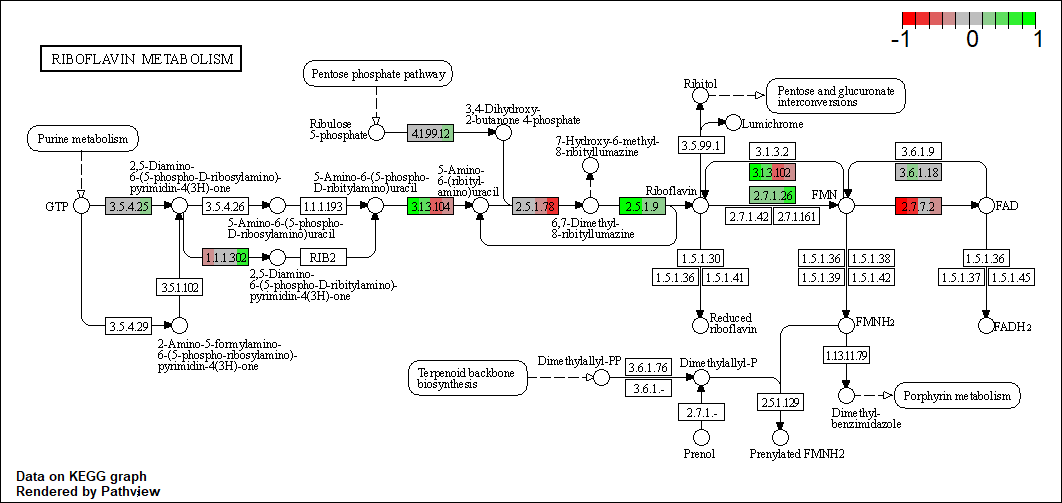 -1 0 1
RIBOFLAVIN METABOLISM
Pentose phosphate pathway
Purine metabolism
Ribulose
5-phosphate
4.1.99.12
3,4-Dihydroxy-
2-butanone 4-phosphate
7-Hydroxy-6-methyl-
8-ribityllumazine
Ribitol
Pentose and glucuronate
interconversions
Lumichrome
3.5.99.1
3.1.3.2
3.1.3.102
2.7.1.26
2.7.1.42
2.7.1.161
3.6.1.9
3.6.1.18
2,5-Diamino-
6-(5-phospho-D-ribosylamino)-
pyrimidin-4(3H)-one
5-Amino-6-(5-phospho-
D-ribitylamino)uracil
5-Amino-
6-(ribityl-
amino)uracil
Riboflavin
FMN
GTP
3.5.4.25
3.5.4.26
1.1.1.193
3.1.3.104
2.5.1.78
2.5.1.9
2.7.7.2
FAD
5-Amino-6-(5-phospho-
D-ribosylamino)uracil
6,7-Dimethyl-
8-ribityllumazine
1.1.1.302
RIB2
2,5-Diamino-
6-(5-phospho-D-ribitylamino)-
pyrimidin-4(3H)-one
3.5.1.102
3.5.4.29
2-Amino-5-formylamino-
6-(5-phospho-ribosylamino)-
pyrimidin-4(3H)-one
1.5.1.30
1.5.1.36
1.5.1.41
1.5.1.36
1.5.1.38
1.5.1.39
1.5.1.42
1.5.1.36
1.5.1.37
1.5.1.45
Reduced
riboflavin
FMNH2
FADH2
1.13.11.79
Terpenoid backbone
biosynthesis
Dimethylallyl-PP
3.6.1.76
3.6.1.-
Dimethylallyl-P
2.7.1.-
2.5.1.129
Prenol
Prenylated FMNH2
Dimethyl-
benzimidazole
Porphyrin metabolism
Data on KEGG graph
Rendered by Pathview